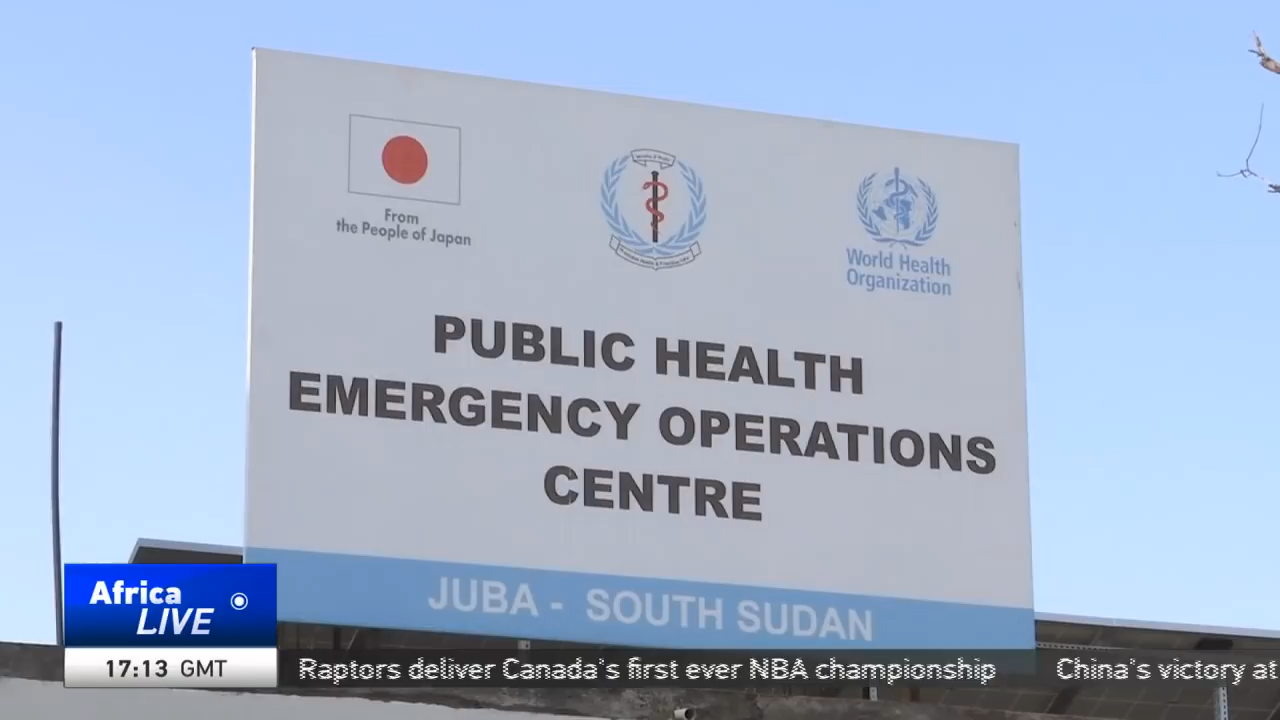 From
the People of Japan
World Health
Organization
PUBLIC HEALTH
EMERGENCY OPERATIONS
CENTRE
JUBA - SOUTH SUDAN
Africa
LIVE
17:13 GMT
Raptors deliver Canada's first ever NBA championship
China's victory at